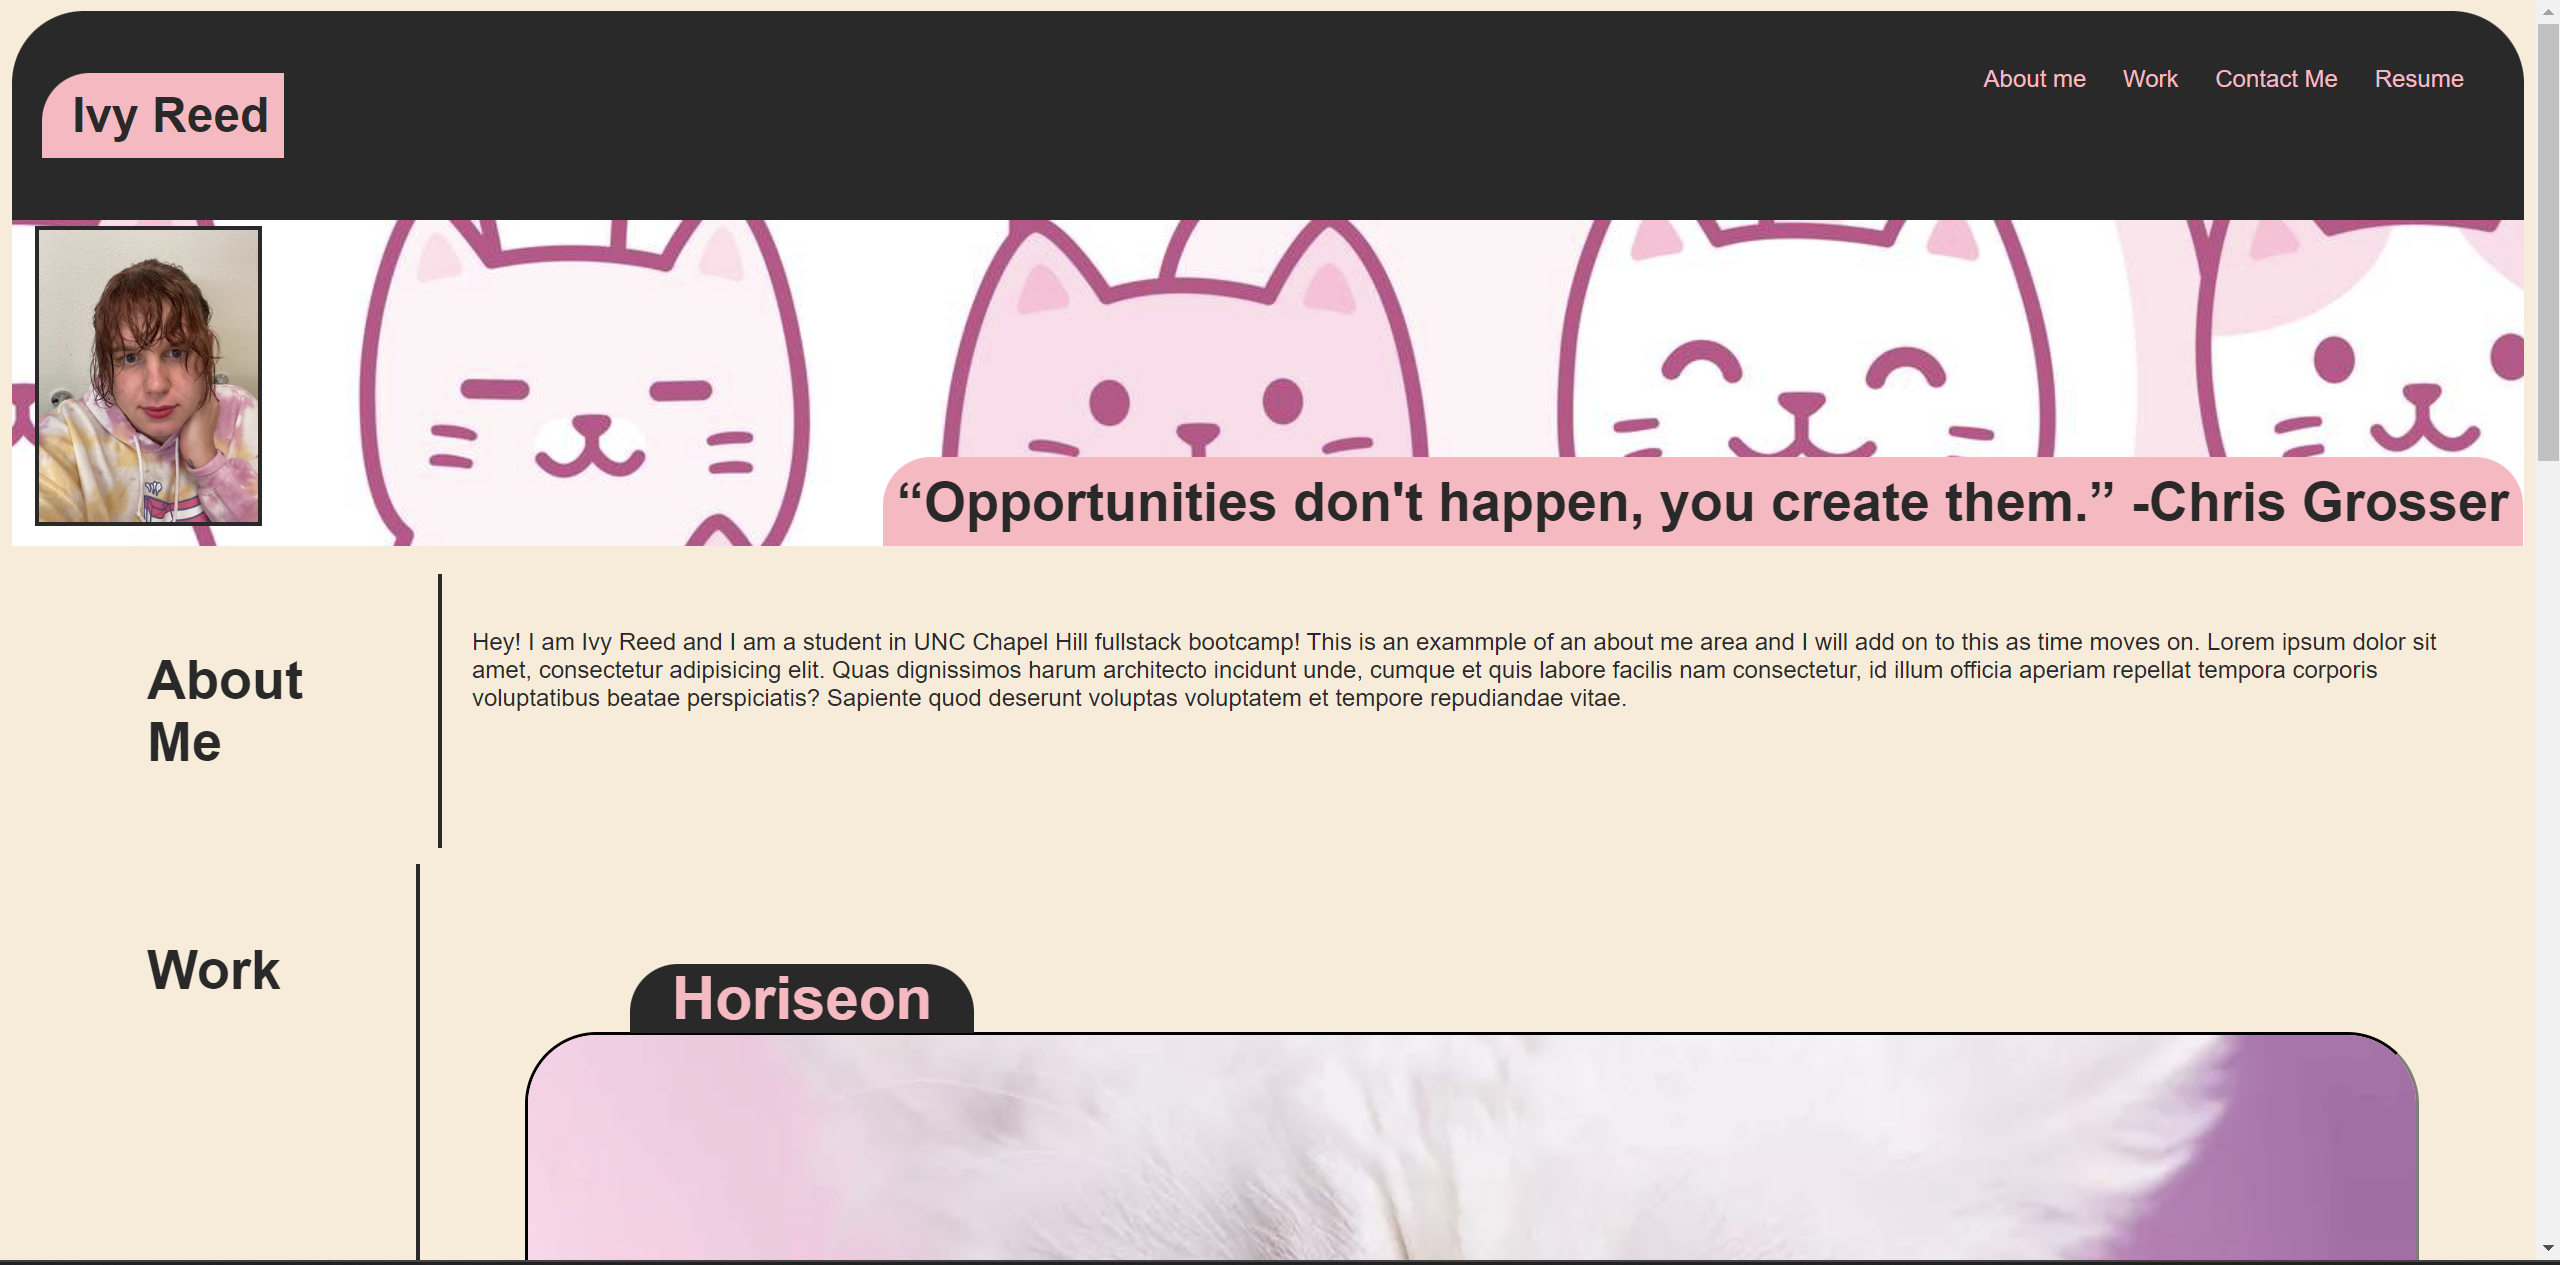 Ivy Reed
About me Work Contact Me Resume
“Opportunities don't happen, you create them.” -Chris Grosser
About
Me
Hey! I am Ivy Reed and I am a student in UNC Chapel Hill fullstack bootcamp! This is an exammple of an about me area and I will add on to this as time moves on. Lorem ipsum dolor sit
amet, consectetur adipisicing elit. Quas dignissimos harum architecto incidunt unde, cumque et quis labore facilis nam consectetur, id illum officia aperiam repellat tempora corporis
voluptatibus beatae perspiciatis? Sapiente quod deserunt voluptas voluptatem et tempore repudiandae vitae.
Work
Horiseon